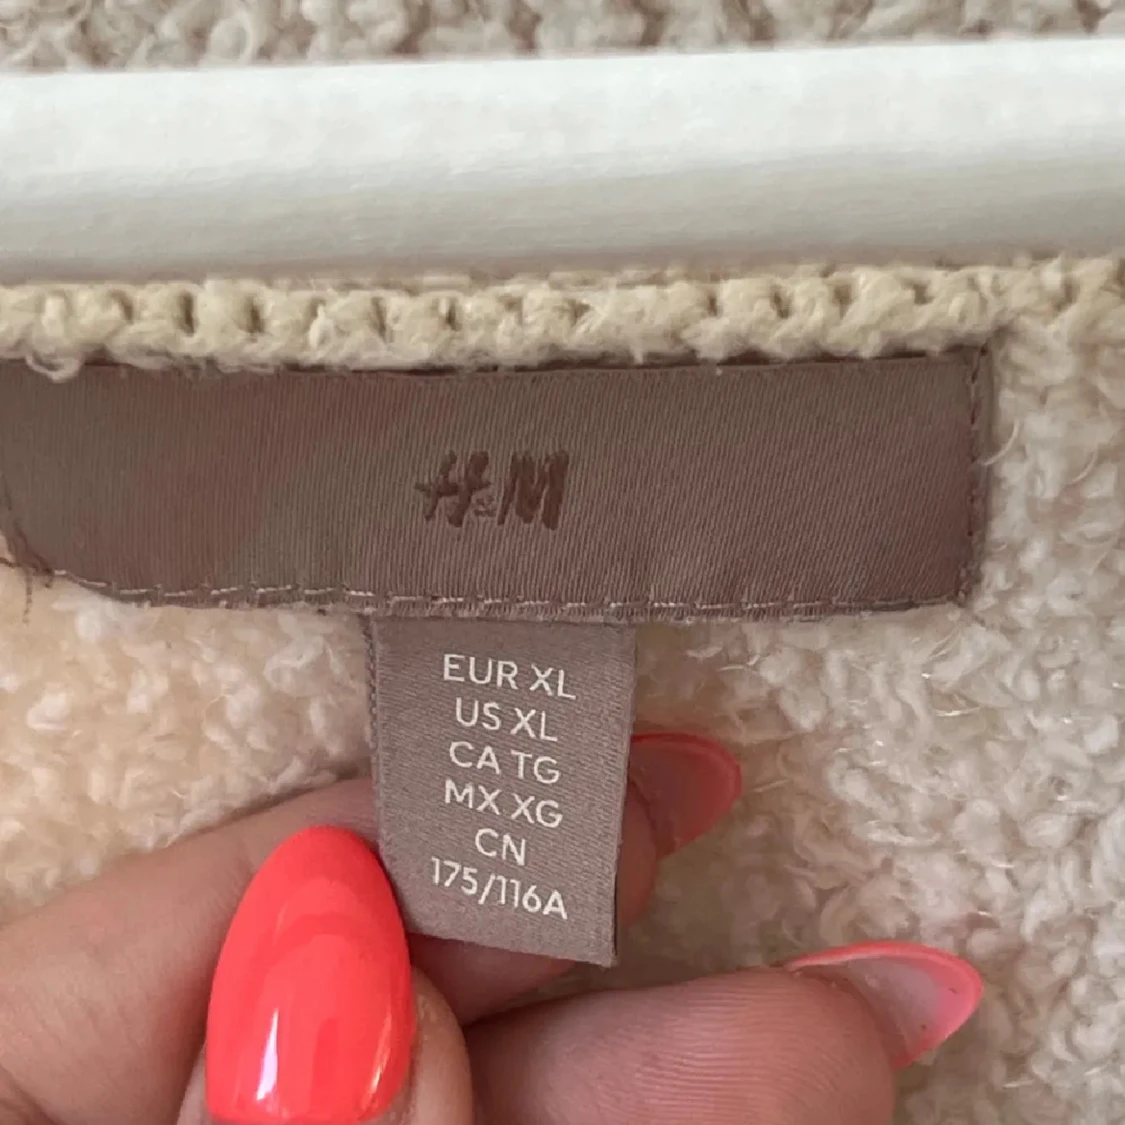 H&M
EUR XL
US XL
CA TG
MX XG
CN
175/116A